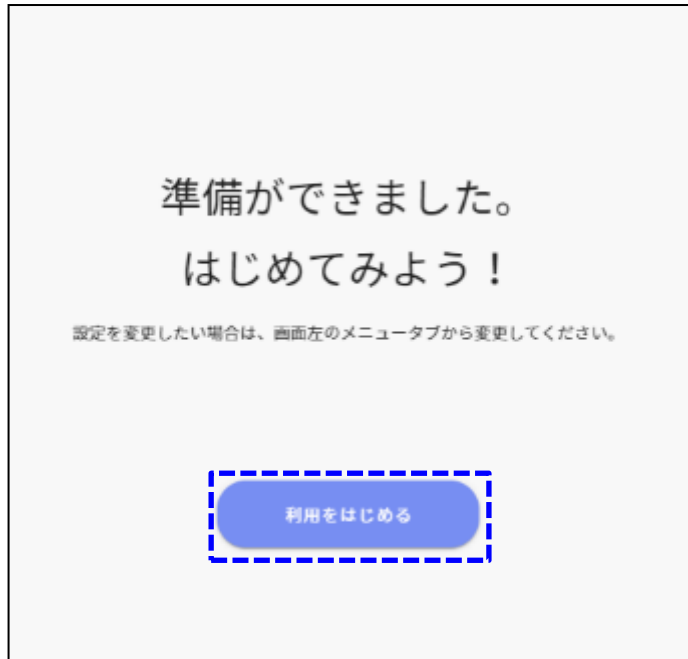 準備ができました。
はじめてみよう！
設定を変更したい場合は、画面左のメニュータブから変更してください。
利用をはじめる